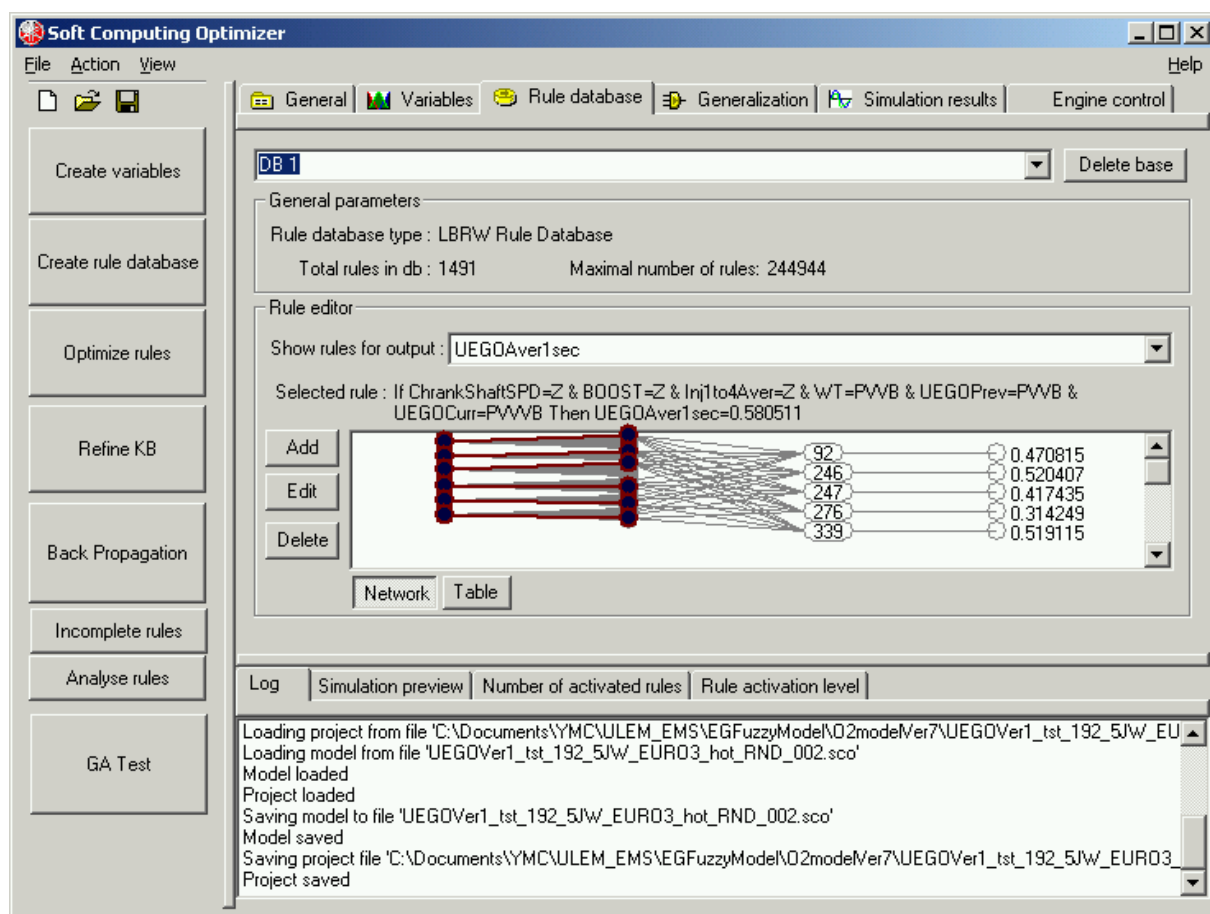 Soft Computing Optimizer
File Action View Help
General Variables Rule database Generalization Simulation results Engine control
Create variables
Create rule database
Optimize rules
Refine KB
Back Propagation
Incomplete rules
Analyse rules
GA Test
DB 1 Delete base
General parameters
Rule database type : LBRW Rule Database
Total rules in db : 1491 Maximal number of rules: 244944
Rule editor
Show rules for output : UEGOAver1sec
Selected rule : If ChrankShaftSPD=Z & BOOST=Z & Inj1to4Aver=Z & WT=PVVB & UEGOPrev=PVVB &
UEGOCurr=PVVVB Then UEGOAver1sec=0.580511
Add
Edit
Delete
92 0.470815
246 0.520407
247 0.417435
276 0.314249
339 0.519115
Network Table
Log Simulation preview Number of activated rules Rule activation level
Loading project from file 'C:\Documents\YMC\ULEM_EMS\EGFuzzyModel\O2modelVer7\UEGOVer1_tst_192_5JW_EU
Loading model from file 'UEGOVer1_tst_192_5JW_EURO3_hot_RND_002.sco'
Model loaded
Project loaded
Saving model to file 'UEGOVer1_tst_192_5JW_EURO3_hot_RND_002.sco'
Model saved
Saving project file 'C:\Documents\YMC\ULEM_EMS\EGFuzzyModel\O2modelVer7\UEGOVer1_tst_192_5JW_EURO3_
Project saved